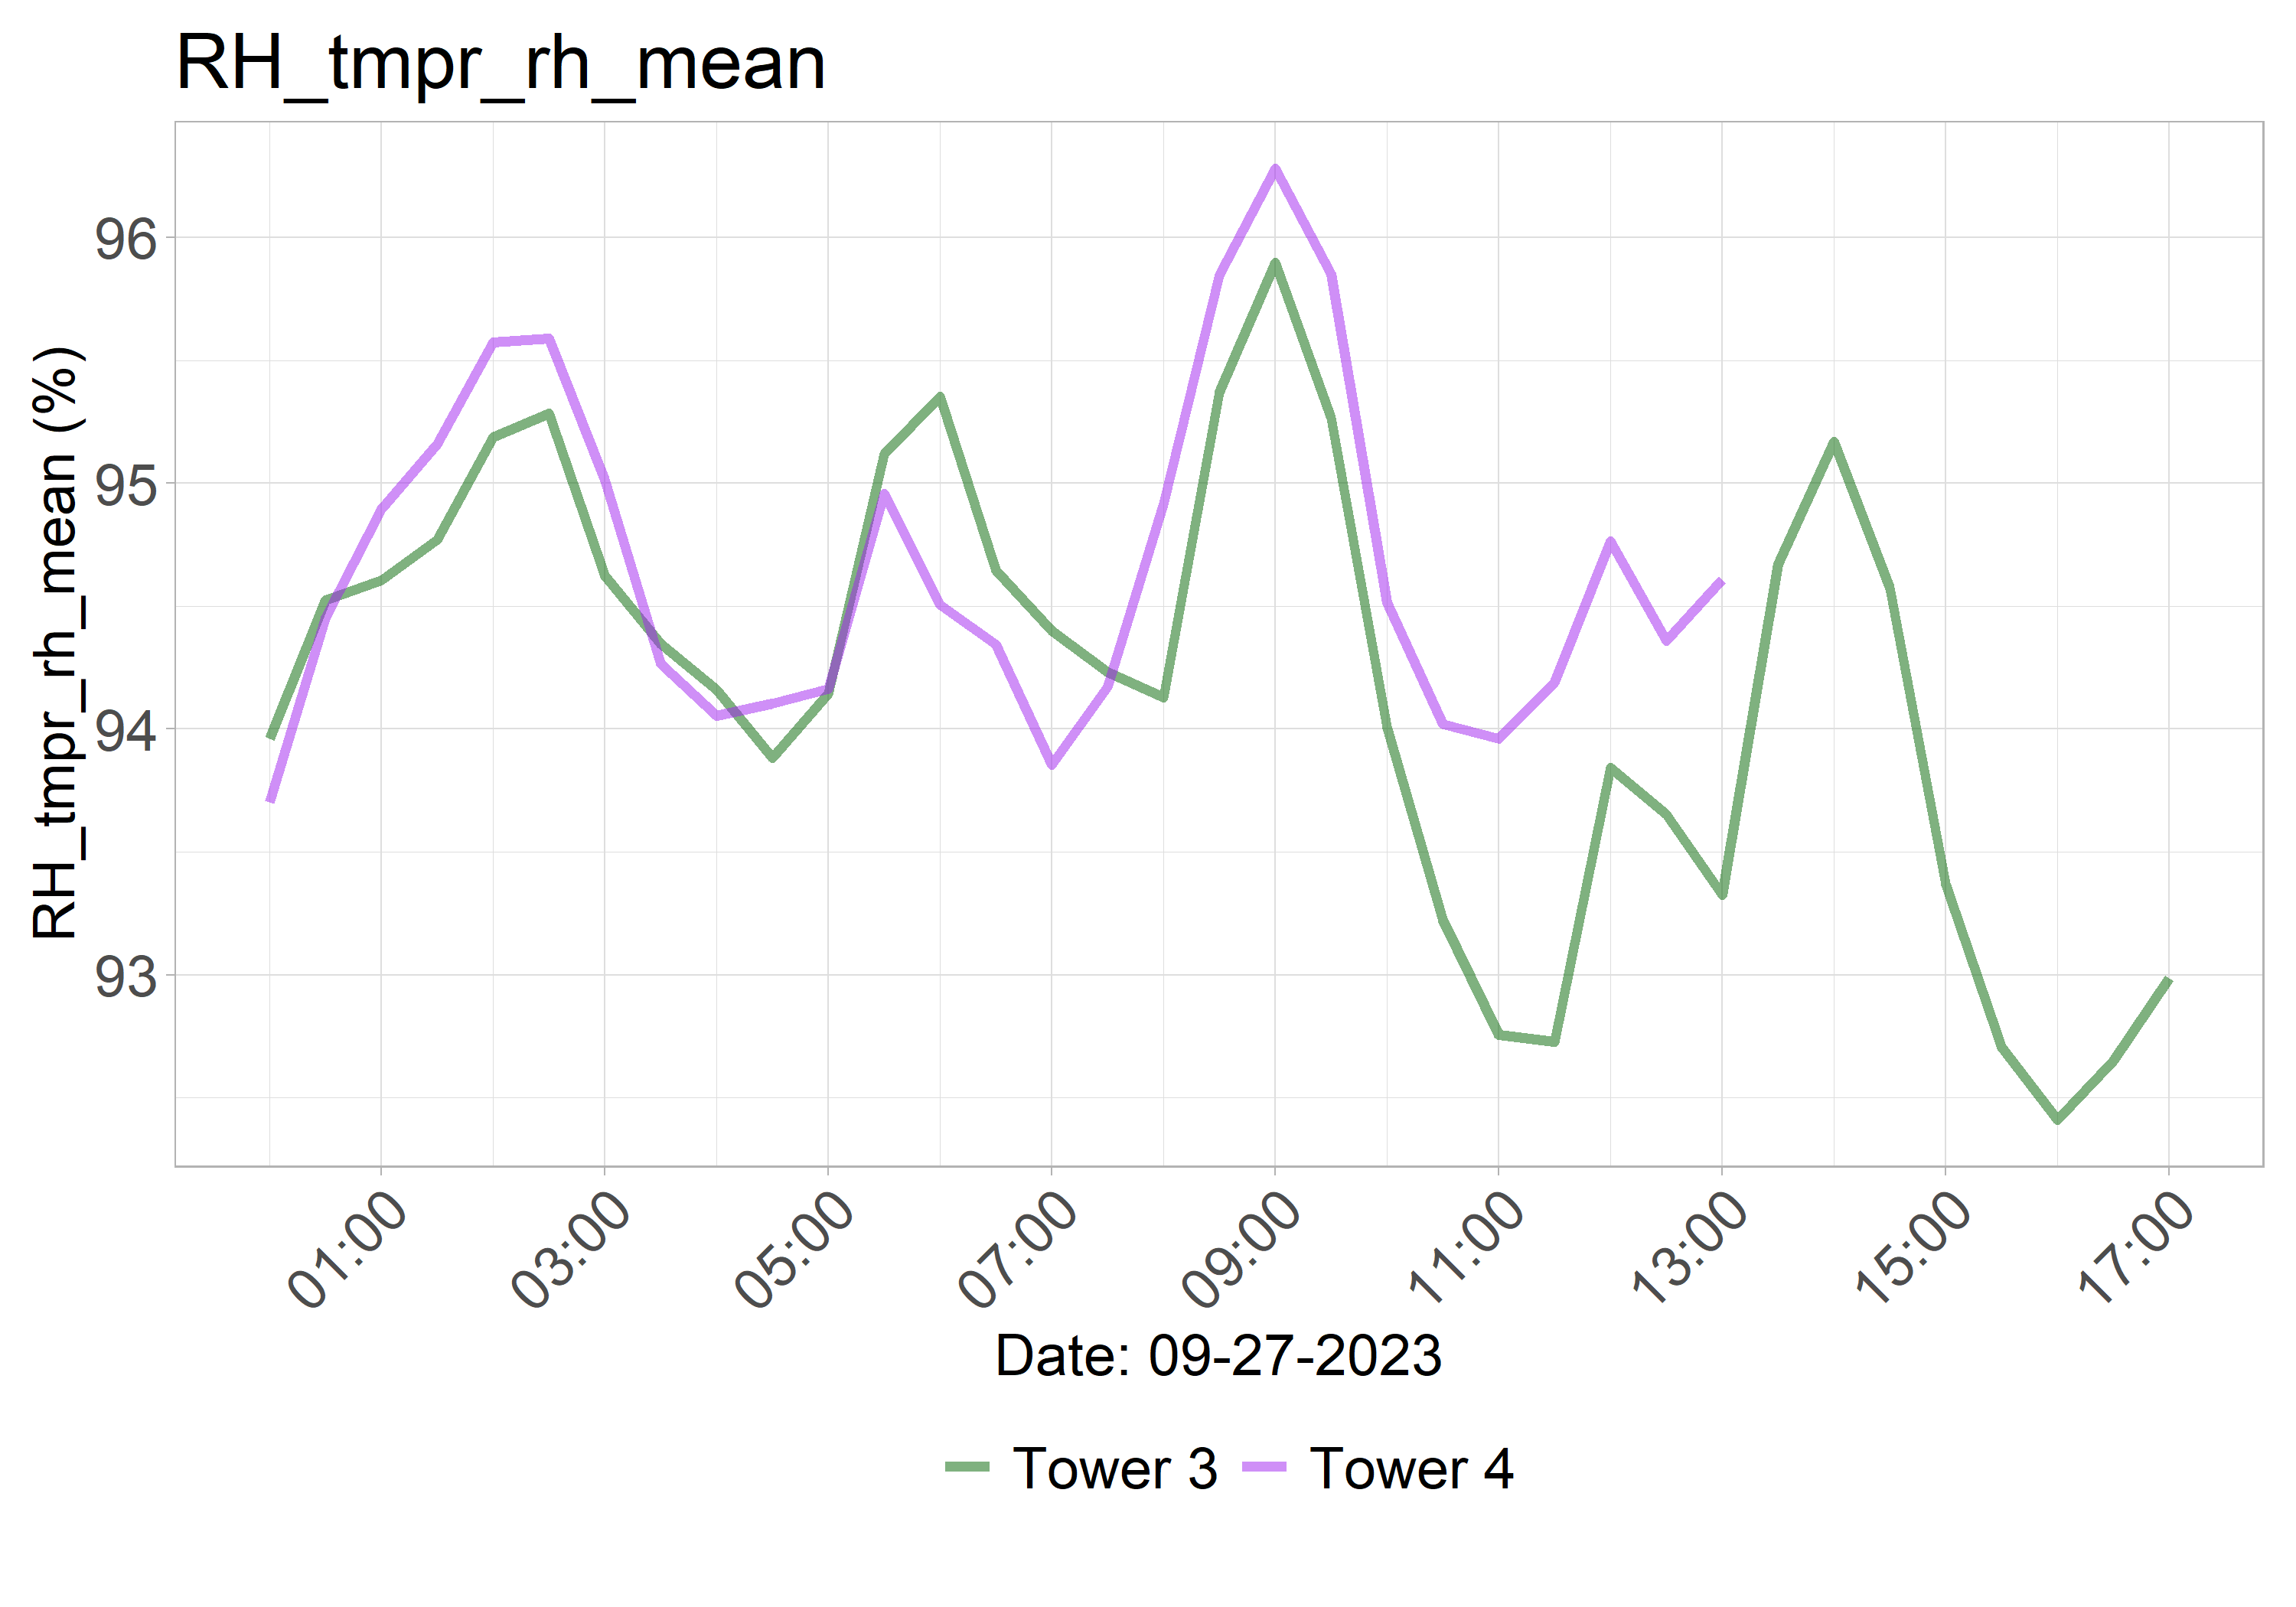 RH_tmpr_rh_mean
RH_tmpr_rh_mean (%)
96
95
94
93
01:00
03:00
05:00
07:00
09:00
11:00
13:00
15:00
17:00
Date: 09-27-2023
Tower 3
Tower 4